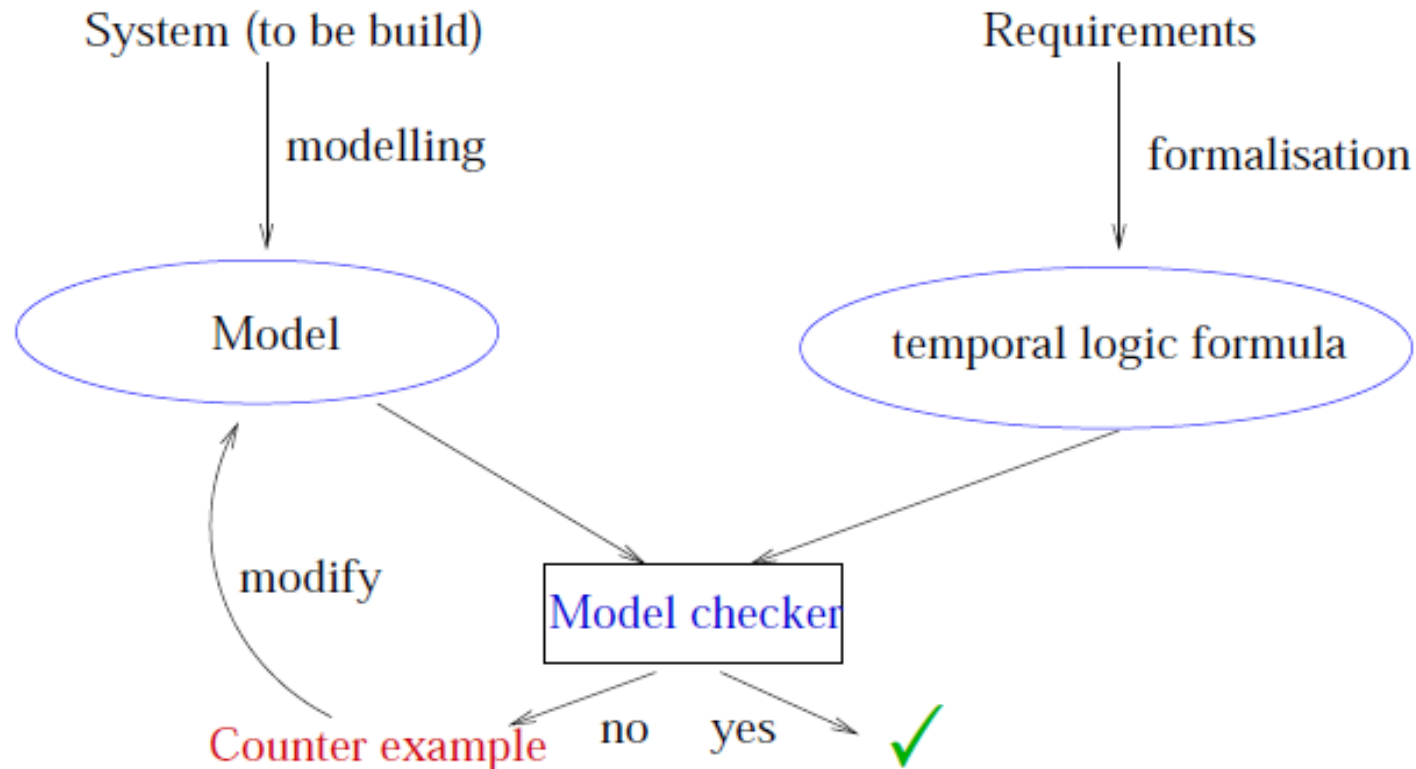 System (to be build)
Requirements
modelling
formalisation
Model
temporal logic formula
modify
Model checker
Counter example
no
yes